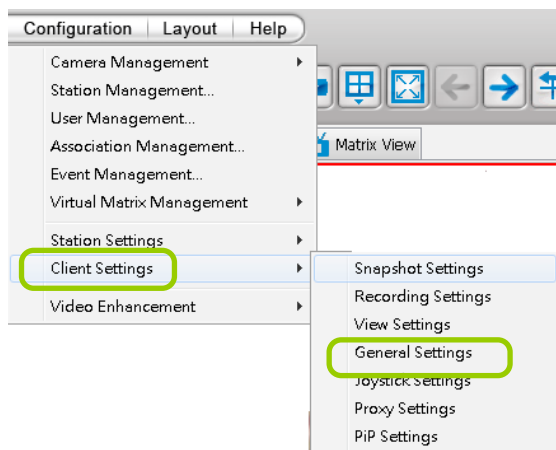 Configuration Layout Help
Camera Management
Station Management...
User Management...
Association Management...
Event Management...
Virtual Matrix Management
Station Settings
Client Settings
Video Enhancement
Matrix View
Snapshot Settings
Recording Settings
View Settings
General Settings
Joystick Settings
Proxy Settings
PiP Settings